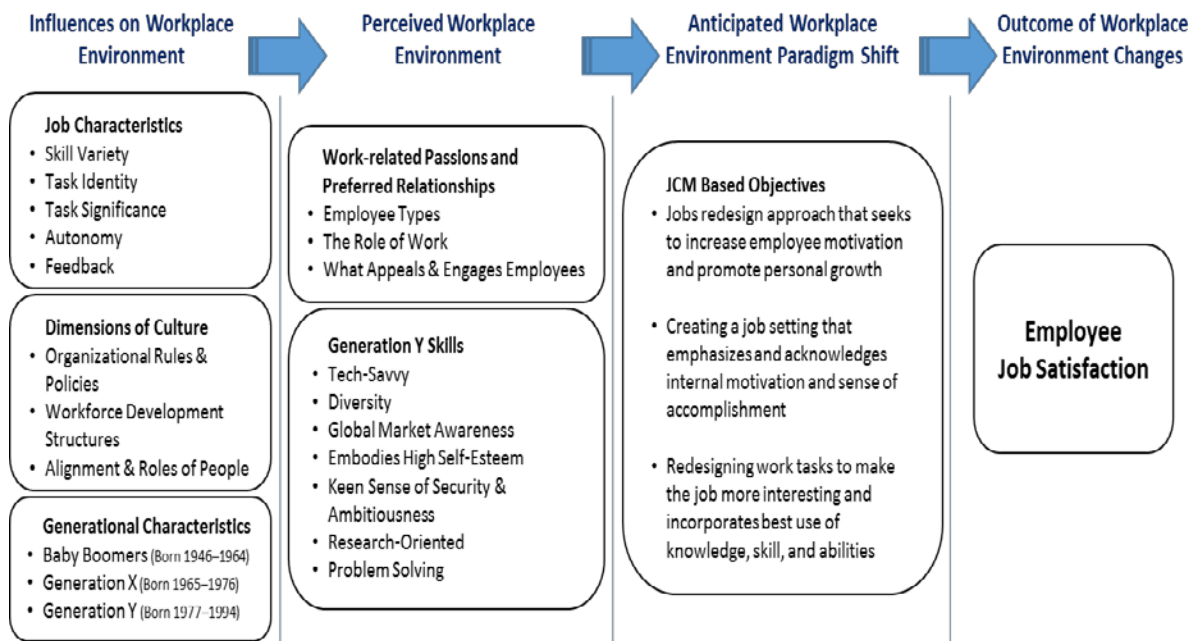 Influences on Workplace
Environment
Perceived Workplace
Environment
Anticipated Workplace
Environment Paradigm Shift
Outcome of Workplace
Environment Changes
Job Characteristics
• Skill Variety
• Task Identity
• Task Significance
• Autonomy
• Feedback
Dimensions of Culture
• Organizational Rules &
Policies
• Workforce Development
Structures
• Alignment & Roles of People
Generational Characteristics
• Baby Boomers (Born 1946–1964)
• Generation X (Born 1965–1976)
• Generation Y (Born 1977–1994)
Work-related Passions and
Preferred Relationships
• Employee Types
• The Role of Work
• What Appeals & Engages Employees
Generation Y Skills
• Tech-Savvy
• Diversity
• Global Market Awareness
• Embodies High Self-Esteem
• Keen Sense of Security &
Ambitiousness
• Research-Oriented
• Problem Solving
JCM Based Objectives
• Jobs redesign approach that seeks
to increase employee motivation
and promote personal growth
• Creating a job setting that
emphasizes and acknowledges
internal motivation and sense of
accomplishment
• Redesigning work tasks to make
the job more interesting and
incorporates best use of
knowledge, skill, and abilities
Employee
Job Satisfaction